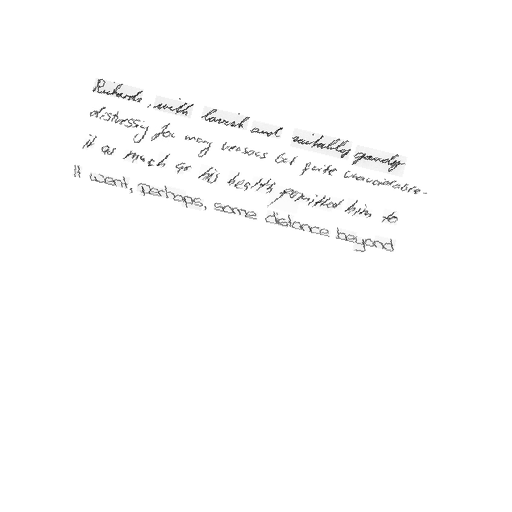 Richards, with lavish and suitably gaudy
distressing for many reasons but quite unavoidable.
it as much as his health permitted him to
It went, perhaps, some distance beyond